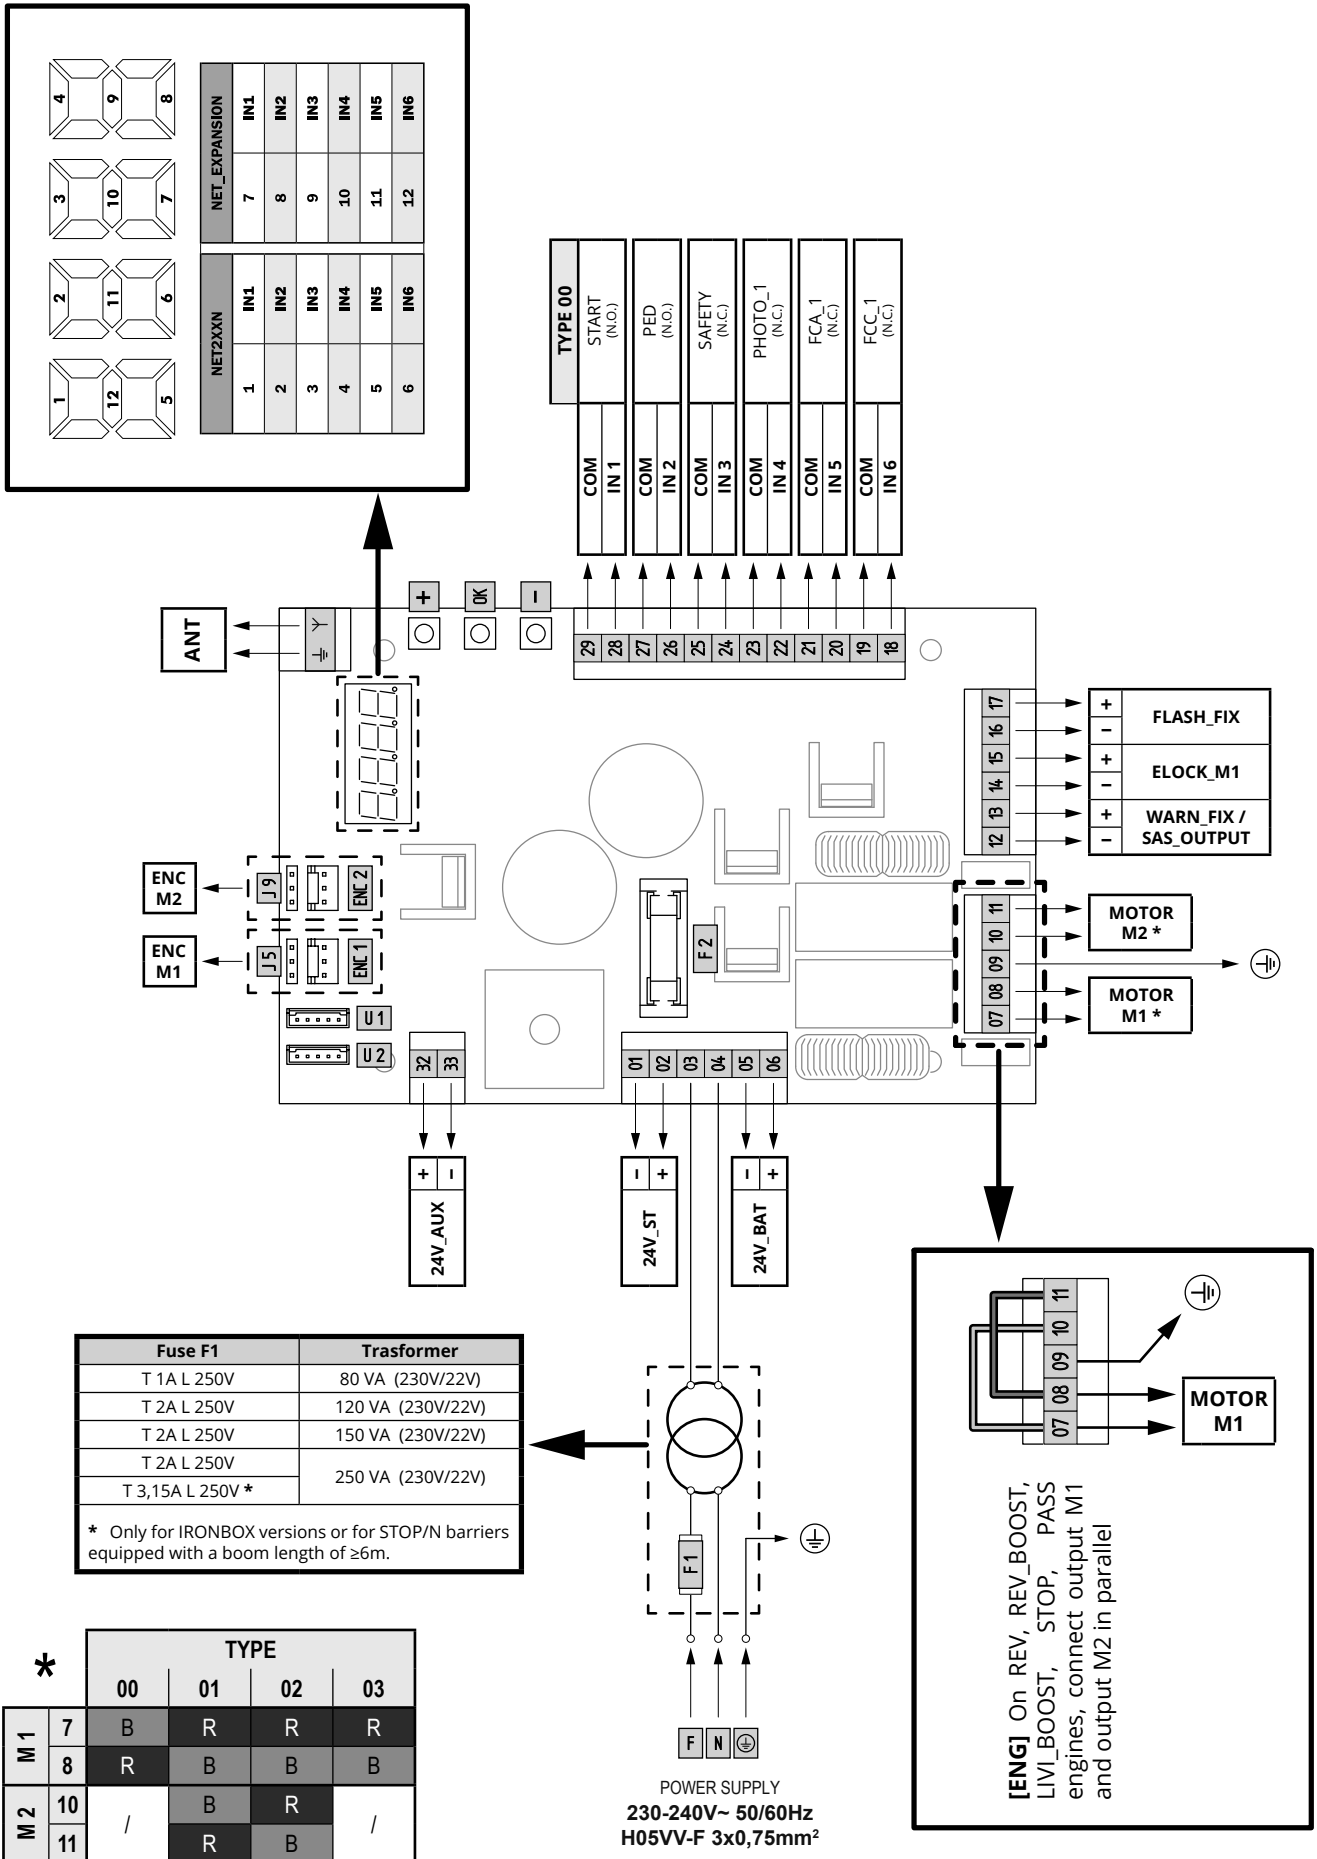 4 9 8
3 10 7
2 11 6
1 12 5
NET2XXN NET_EXPANSION
1 IN1 7 IN1
2 IN2 8 IN2
3 IN3 9 IN3
4 IN4 10 IN4
5 IN5 11 IN5
6 IN6 12 IN6
TYPE 00
COM IN 1 START (N.O.)
COM IN 2 PED (N.O.)
COM IN 3 SAFETY (N.C.)
COM IN 4 PHOTO_1 (N.C.)
COM IN 5 FCA_1 (N.C.)
COM IN 6 FCC_1 (N.C.)
ANT
+ OK −
29 28 27 26 25 24 23 22 21 20 19 18
17 + FLASH_FIX
16 −
15 + ELOCK_M1
14 −
13 + WARN_FIX /
12 − SAS_OUTPUT
ENC
M2
J9 ENC 2
ENC
M1
J5 ENC 1
U1
U2
F2
11 10 09 08 07
MOTOR
M2 *
MOTOR
M1 *
32 33
01 02 03 04 05 06
+ −
24V_AUX
− +
24V_ST
− +
24V_BAT
Fuse F1 Trasformer
T 1A L 250V 80 VA (230V/22V)
T 2A L 250V 120 VA (230V/22V)
T 2A L 250V 150 VA (230V/22V)
T 2A L 250V 250 VA (230V/22V)
T 3,15A L 250V *
* Only for IRONBOX versions or for STOP/N barriers
equipped with a boom length of ≥6m.
F1
F N
POWER SUPPLY
230-240V~ 50/60Hz
H05VV-F 3x0,75mm²
11 10 09 08 07
MOTOR
M1
[ENG] On REV, REV_BOOST,
LIVI_BOOST, STOP, PASS
engines, connect output M1
and output M2 in parallel
* TYPE
00 01 02 03
M 1 7 B R R R
8 R B B B
M 2 10 / B R /
11 R B